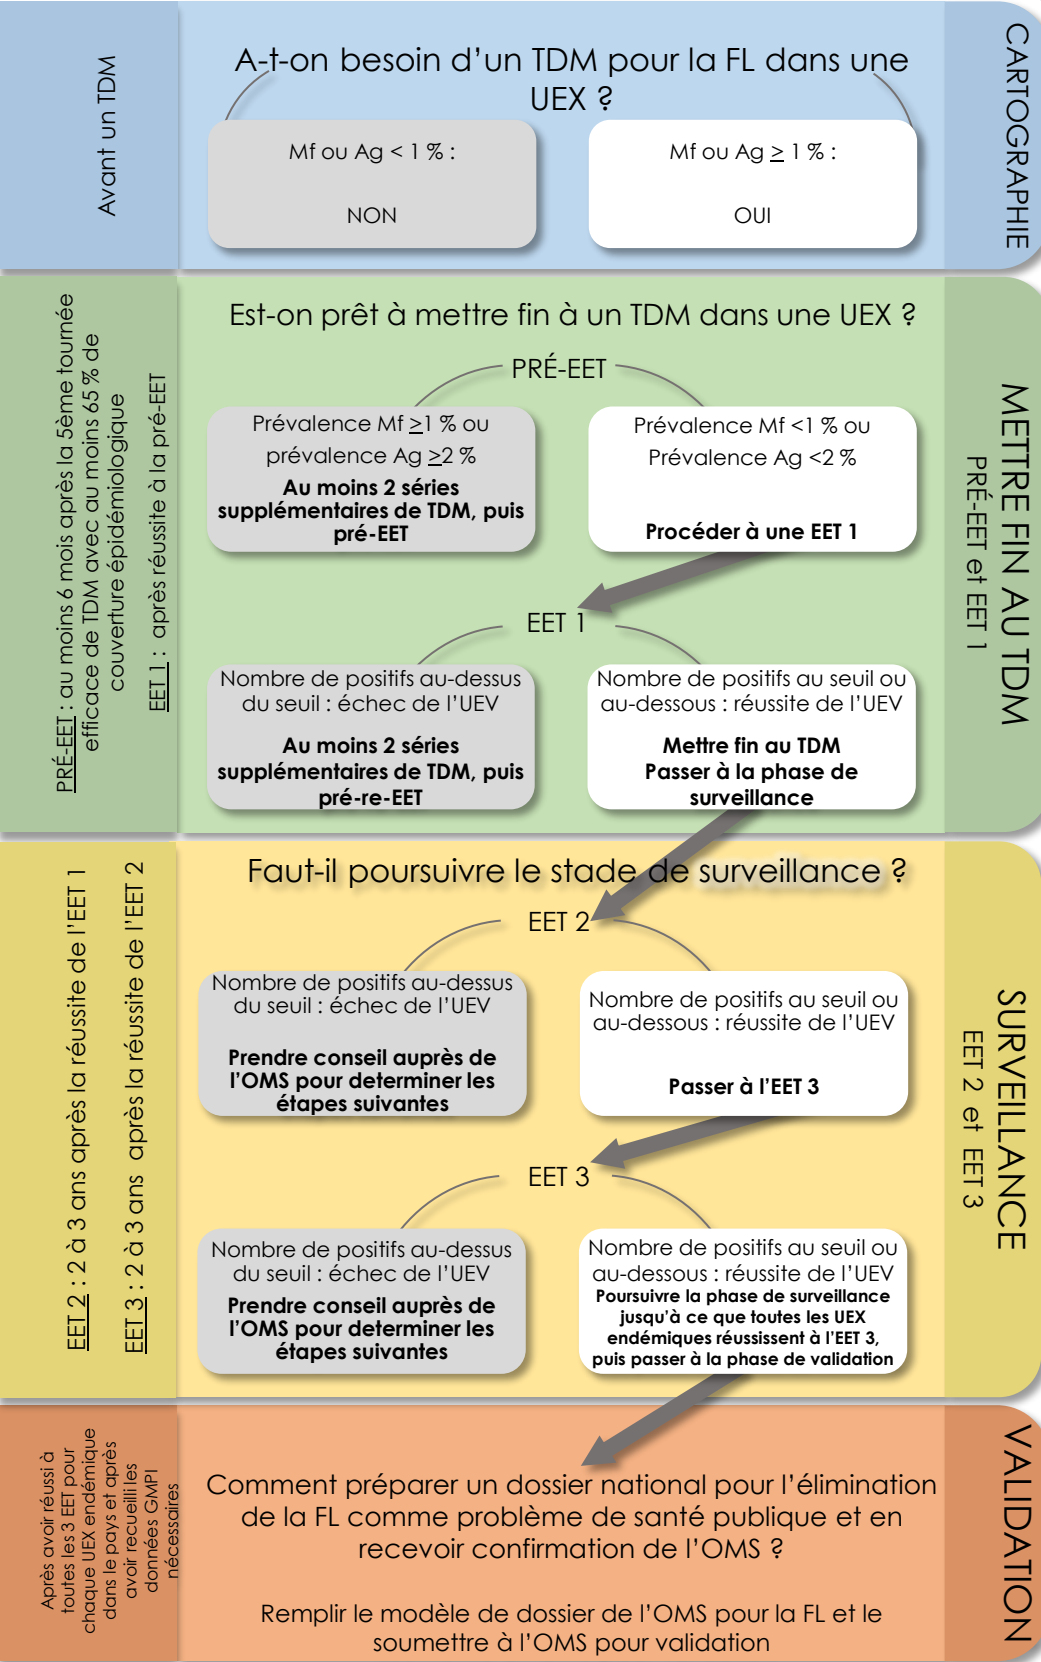 Avant un TDM
A-t-on besoin d’un TDM pour la FL dans une
UEX ?
Mf ou Ag < 1 % :
NON
Mf ou Ag ≥ 1 % :
OUI
CARTOGRAPHIE
PRÉ-EET : au moins 6 mois après la 5ème tournée
efficace de TDM avec au moins 65 % de
couverture épidémiologique
EET 1 : après réussite à la pré-EET
Est-on prêt à mettre fin à un TDM dans une UEX ?
PRÉ-EET
Prévalence Mf ≥1 % ou
prévalence Ag ≥2 %
Au moins 2 séries
supplémentaires de TDM, puis
pré-EET
Prévalence Mf <1 % ou
Prévalence Ag <2 %
Procéder à une EET 1
EET 1
Nombre de positifs au-dessus
du seuil : échec de l’UEV
Au moins 2 séries
supplémentaires de TDM, puis
pré-re-EET
Nombre de positifs au seuil ou
au-dessous : réussite de l’UEV
Mettre fin au TDM
Passer à la phase de
surveillance
METTRE FIN AU TDM
PRÉ-EET et EET 1
EET 2 : 2 à 3 ans après la réussite de l’EET 1
EET 3 : 2 à 3 ans après la réussite de l’EET 2
Faut-il poursuivre le stade de surveillance ?
EET 2
Nombre de positifs au-dessus
du seuil : échec de l’UEV
Prendre conseil auprès de
l’OMS pour determiner les
étapes suivantes
Nombre de positifs au seuil ou
au-dessous : réussite de l’UEV
Passer à l’EET 3
EET 3
Nombre de positifs au-dessus
du seuil : échec de l’UEV
Prendre conseil auprès de
l’OMS pour determiner les
étapes suivantes
Nombre de positifs au seuil ou
au-dessous : réussite de l’UEV
Poursuivre la phase de surveillance
jusqu’à ce que toutes les UEX
endémiques réussissent à l’EET 3,
puis passer à la phase de validation
SURVEILLANCE
EET 2 et EET 3
Après avoir réussi à
toutes les 3 EET pour
chaque UEX endémique
dans le pays et après
avoir recueilli les
données GMPI
nécessaires
Comment préparer un dossier national pour l’élimination
de la FL comme problème de santé publique et en
recevoir confirmation de l’OMS ?
Remplir le modèle de dossier de l’OMS pour la FL et le
soumettre à l’OMS pour validation
VALIDATION